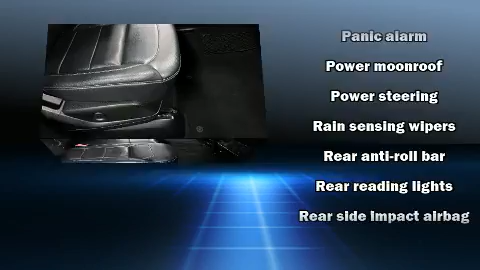 Panic alarm
Power moonroof
Power steering
Rain sensing wipers
Rear anti-roll bar
Rear reading lights
Rear side impact airbag